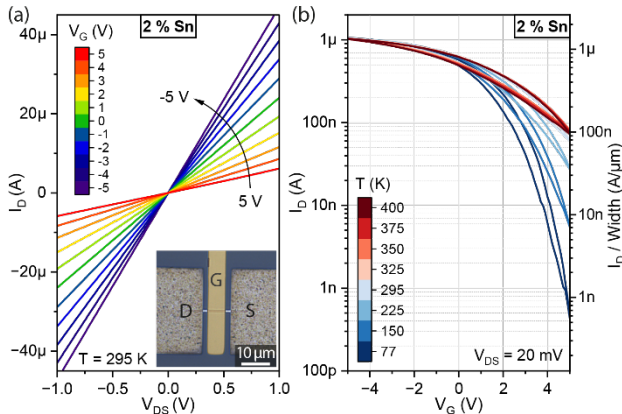 (a)
2 % Sn
V_G (V)
5
4
3
2
1
0
-1
-2
-3
-4
-5
-5 V
5 V
40µ
20µ
0
−20µ
−40µ
I_D (A)
D
G
S
10 µm
T = 295 K
−1.0
−0.5
0.0
0.5
1.0
V_DS (V)
(b)
2 % Sn
1µ
100n
10n
1n
100p
I_D (A)
T (K)
400
375
350
325
295
225
150
77
V_DS = 20 mV
−4
−2
0
2
4
V_G (V)
1µ
100n
10n
1n
I_D / Width (A/µm)